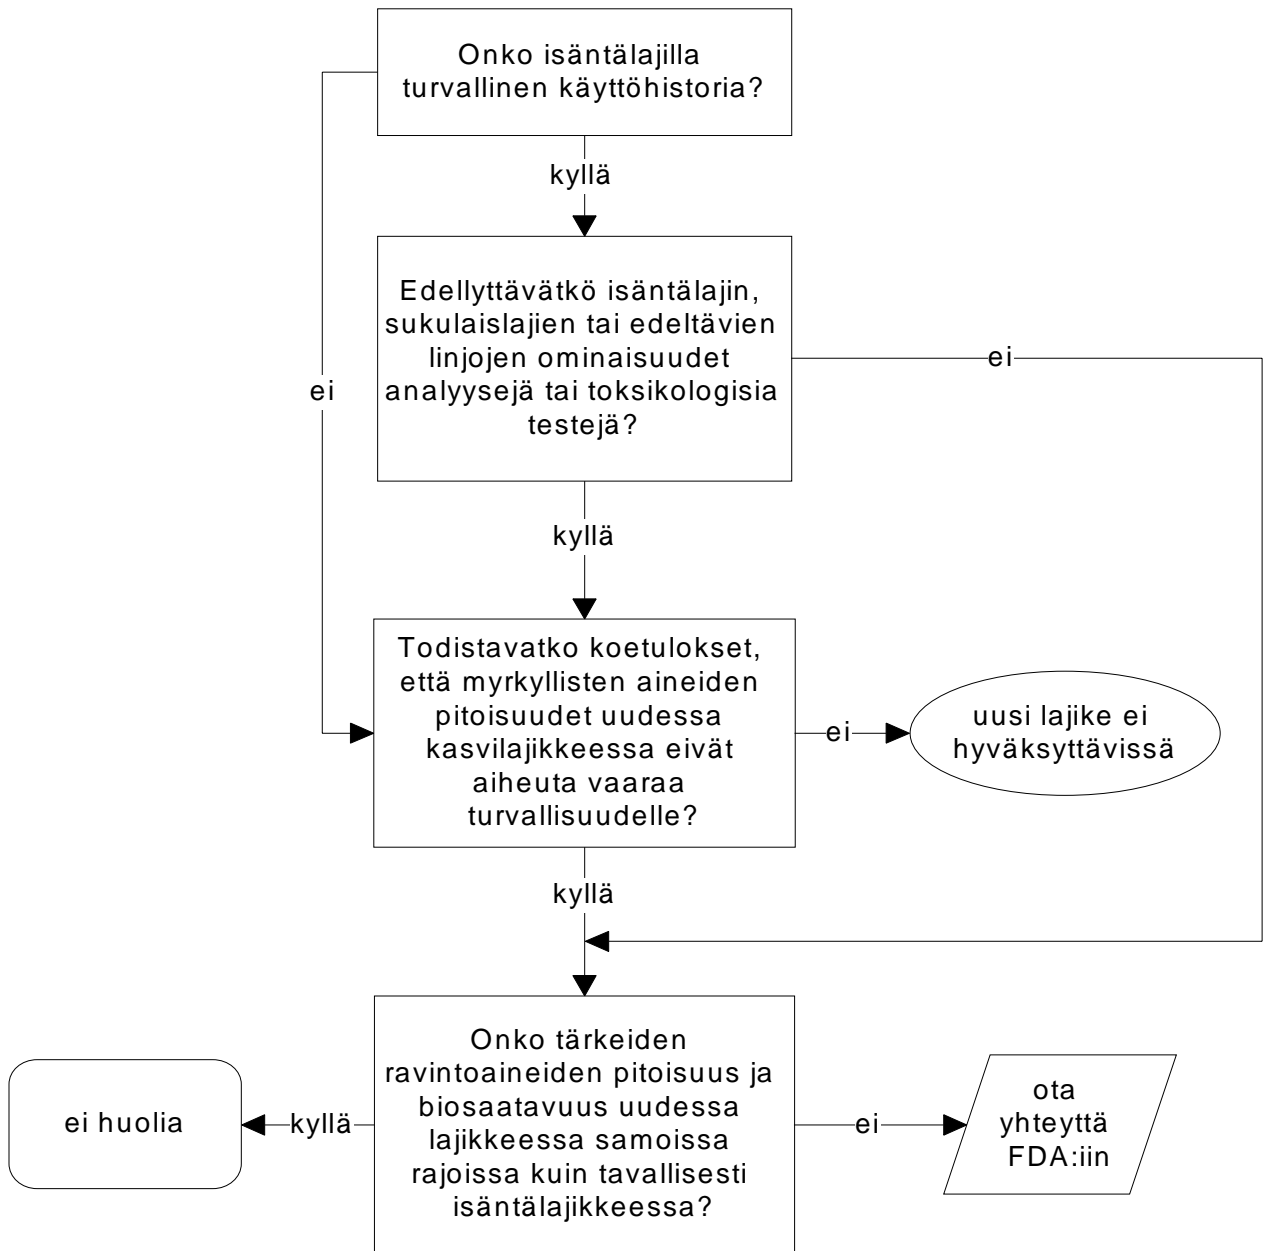 Onko isäntälajilla
turvallinen käyttöhistoria?
kyllä
Edellyttävätkö isäntälajin,
sukulaislajien tai edeltävien
linjojen ominaisuudet
analyysejä tai toksikologisia
testejä?
ei
ei
kyllä
Todistavatko koetulokset,
että myrkyllisten aineiden
pitoisuudet uudessa
kasvilajikkeessa eivät
aiheuta vaaraa
turvallisuudelle?
ei
uusi lajike ei
hyväksyttävissä
kyllä
Onko tärkeiden
ravintoaineiden pitoisuus ja
biosaatavuus uudessa
lajikkeessa samoissa
rajoissa kuin tavallisesti
isäntälajikkeessa?
kyllä
ei huolia
ei
ota
yhteyttä
FDA:iin